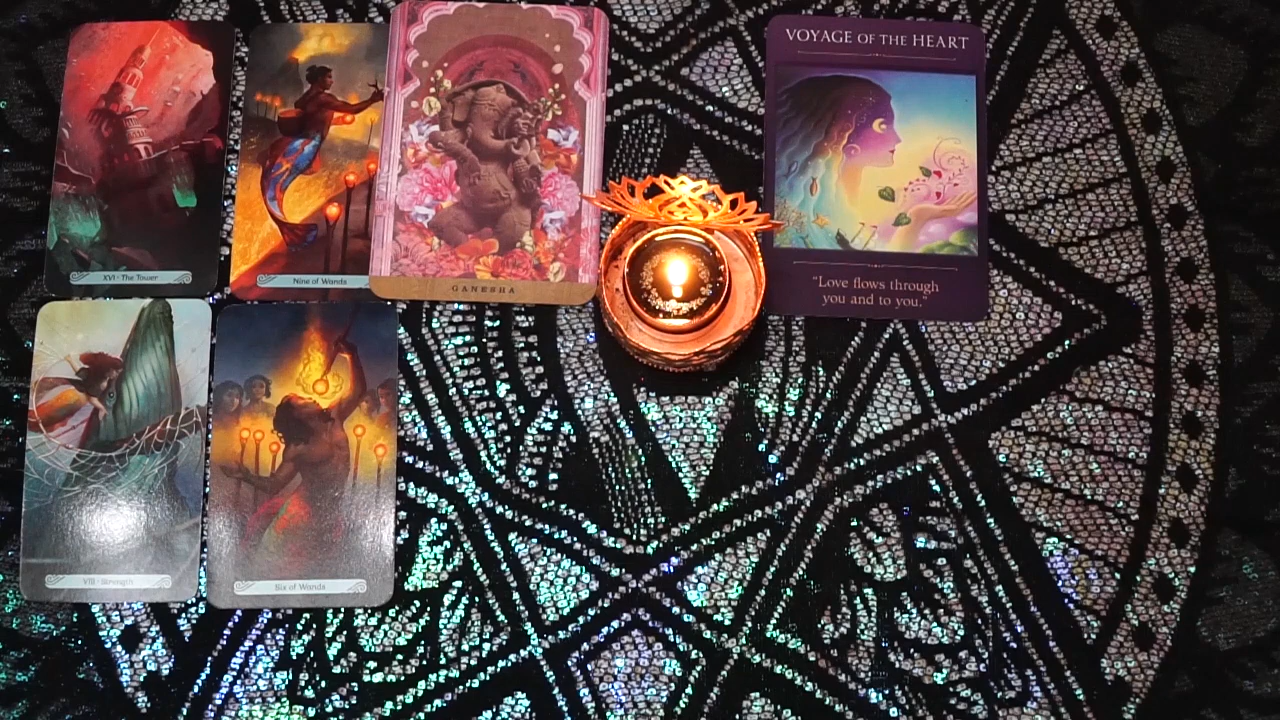 XVI - The Tower
Nine of Wands
GANESHA
VOYAGE OF THE HEART
"Love flows through
you and to you."
VIII - Strength
Six of Wands